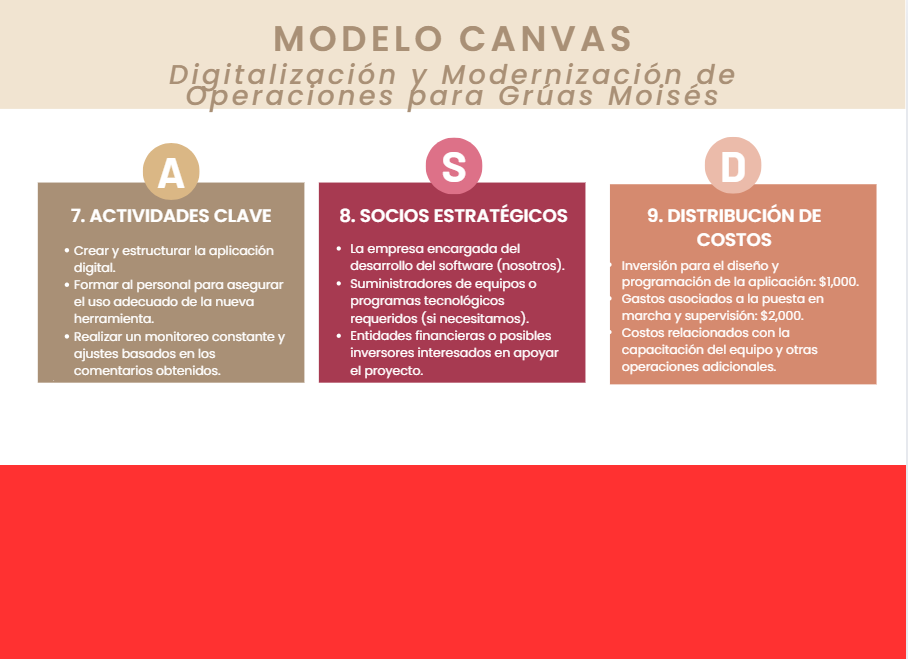 MODELO CANVAS
Digitalización y Modernización de
Operaciones para Grúas Moisés
A
7. ACTIVIDADES CLAVE
• Crear y estructurar la aplicación
digital.
• Formar al personal para asegurar
el uso adecuado de la nueva
herramienta.
• Realizar un monitoreo constante y
ajustes basados en los
comentarios obtenidos.
S
8. SOCIOS ESTRATÉGICOS
• La empresa encargada del
desarrollo del software (nosotros).
• Suministradores de equipos o
programas tecnológicos
requeridos (si necesitamos).
• Entidades financieras o posibles
inversores interesados en apoyar
el proyecto.
D
9. DISTRIBUCIÓN DE
COSTOS
• Inversión para el diseño y
programación de la aplicación: $1,000.
• Gastos asociados a la puesta en
marcha y supervisión: $2,000.
• Costos relacionados con la
capacitación del equipo y otras
operaciones adicionales.